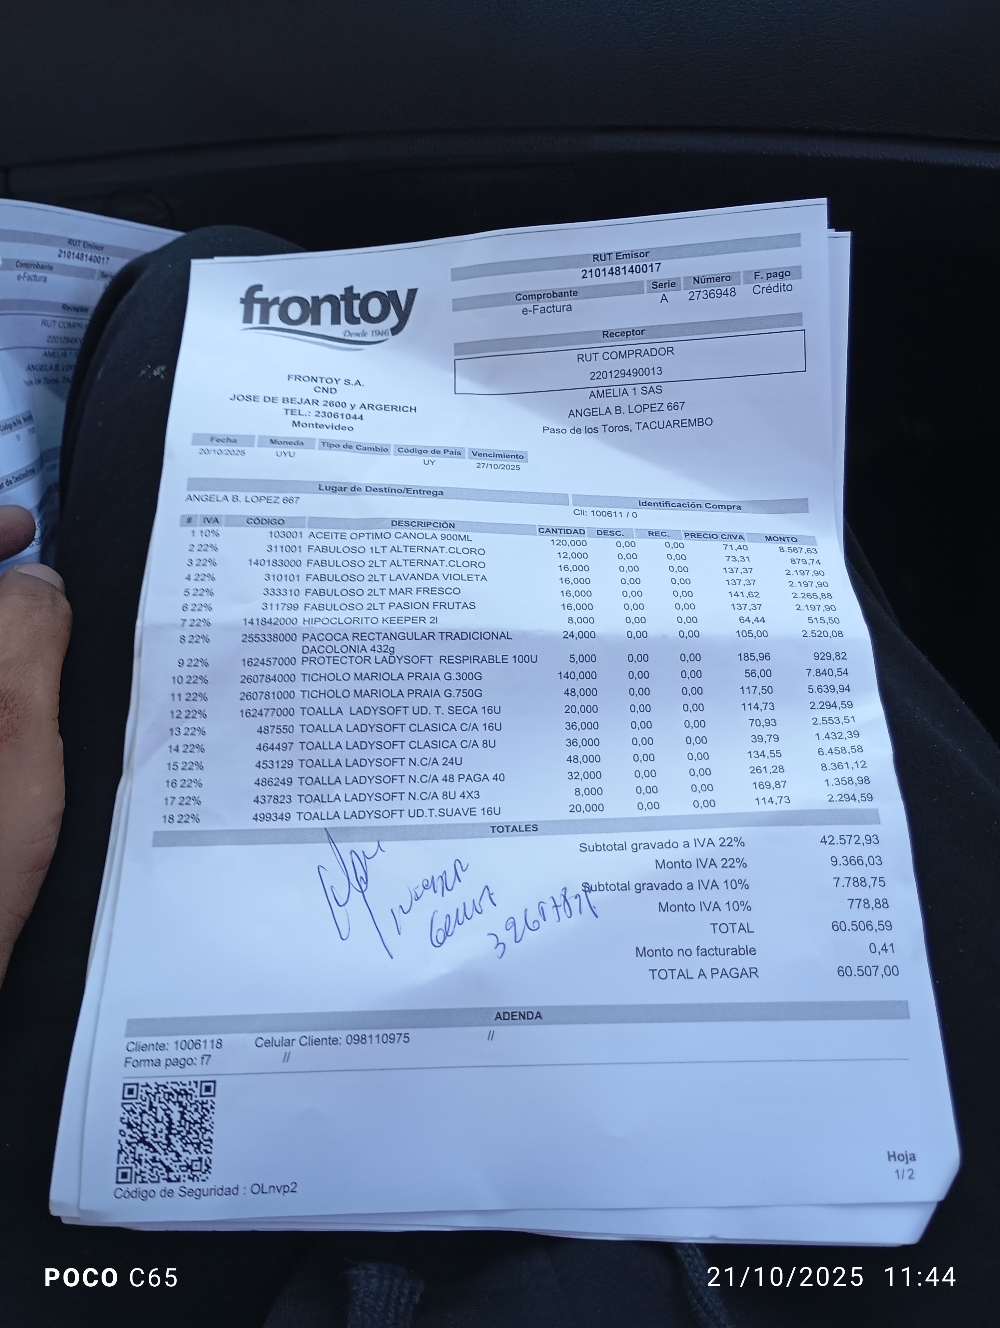 RUT Emisor
210148140017
Comprobante
e-Factura
RUT Emisor
210148140017
Comprobante Serie Número F. pago
e-Factura A 2736948 Crédito
frontoy
Desde 1946
Receptor
RUT COMPRADOR
220129490013
AMELIA 1 SAS
ANGELA B. LOPEZ 667
Paso de los Toros, TACUAREMBO
FRONTOY S.A.
CND
JOSE DE BEJAR 2600 y ARGERICH
TEL.: 23061044
Montevideo
Fecha Moneda Tipo de Cambio Código de País Vencimiento
20/10/2025 UYU UY 27/10/2025
Lugar de Destino/Entrega Identificación Compra
ANGELA B. LOPEZ 667 CII: 100611 / 0
# IVA CÓDIGO DESCRIPCIÓN CANTIDAD DESC. REC. PRECIO C/IVA MONTO
1 10% 103001 ACEITE OPTIMO CANOLA 900ML 120,000 0,00 0,00 71,40 8.567,63
2 22% 311001 FABULOSO 1LT ALTERNAT.CLORO 12,000 0,00 0,00 73,31 879,74
3 22% 140183000 FABULOSO 2LT ALTERNAT.CLORO 16,000 0,00 0,00 137,37 2.197,90
4 22% 310101 FABULOSO 2LT LAVANDA VIOLETA 16,000 0,00 0,00 137,37 2.197,90
5 22% 333310 FABULOSO 2LT MAR FRESCO 16,000 0,00 0,00 141,62 2.265,88
6 22% 311799 FABULOSO 2LT PASION FRUTAS 16,000 0,00 0,00 137,37 2.197,90
7 22% 141842000 HIPOCLORITO KEEPER 2l 8,000 0,00 0,00 64,44 515,50
8 22% 255338000 PACOCA RECTANGULAR TRADICIONAL 24,000 0,00 0,00 105,00 2.520,08
DACOLONIA 432g
9 22% 162457000 PROTECTOR LADYSOFT RESPIRABLE 100U 5,000 0,00 0,00 185,96 929,82
10 22% 260784000 TICHOLO MARIOLA PRAIA G.300G 140,000 0,00 0,00 56,00 7.840,54
11 22% 260781000 TICHOLO MARIOLA PRAIA G.750G 48,000 0,00 0,00 117,50 5.639,94
12 22% 162477000 TOALLA LADYSOFT UD. T. SECA 16U 20,000 0,00 0,00 114,73 2.294,59
13 22% 487550 TOALLA LADYSOFT CLASICA C/A 16U 36,000 0,00 0,00 70,93 2.553,51
14 22% 464497 TOALLA LADYSOFT CLASICA C/A 8U 36,000 0,00 0,00 39,79 1.432,39
15 22% 453129 TOALLA LADYSOFT N.C/A 24U 48,000 0,00 0,00 134,55 6.458,58
16 22% 486249 TOALLA LADYSOFT N.C/A 48 PAGA 40 32,000 0,00 0,00 261,28 8.361,12
17 22% 437823 TOALLA LADYSOFT N.C/A 8U 4X3 8,000 0,00 0,00 169,87 1.358,98
18 22% 499349 TOALLA LADYSOFT UD.T.SUAVE 16U 20,000 0,00 0,00 114,73 2.294,59
TOTALES
Subtotal gravado a IVA 22% 42.572,93
Monto IVA 22% 9.366,03
Subtotal gravado a IVA 10% 7.788,75
Monto IVA 10% 778,88
TOTAL 60.506,59
Monto no facturable 0,41
TOTAL A PAGAR 60.507,00
ADENDA
Cliente: 1006118 Celular Cliente: 098110975 //
Forma pago: f7 //
Código de Seguridad : OLnvp2
Hoja
1/2
POCO C65
21/10/2025 11:44